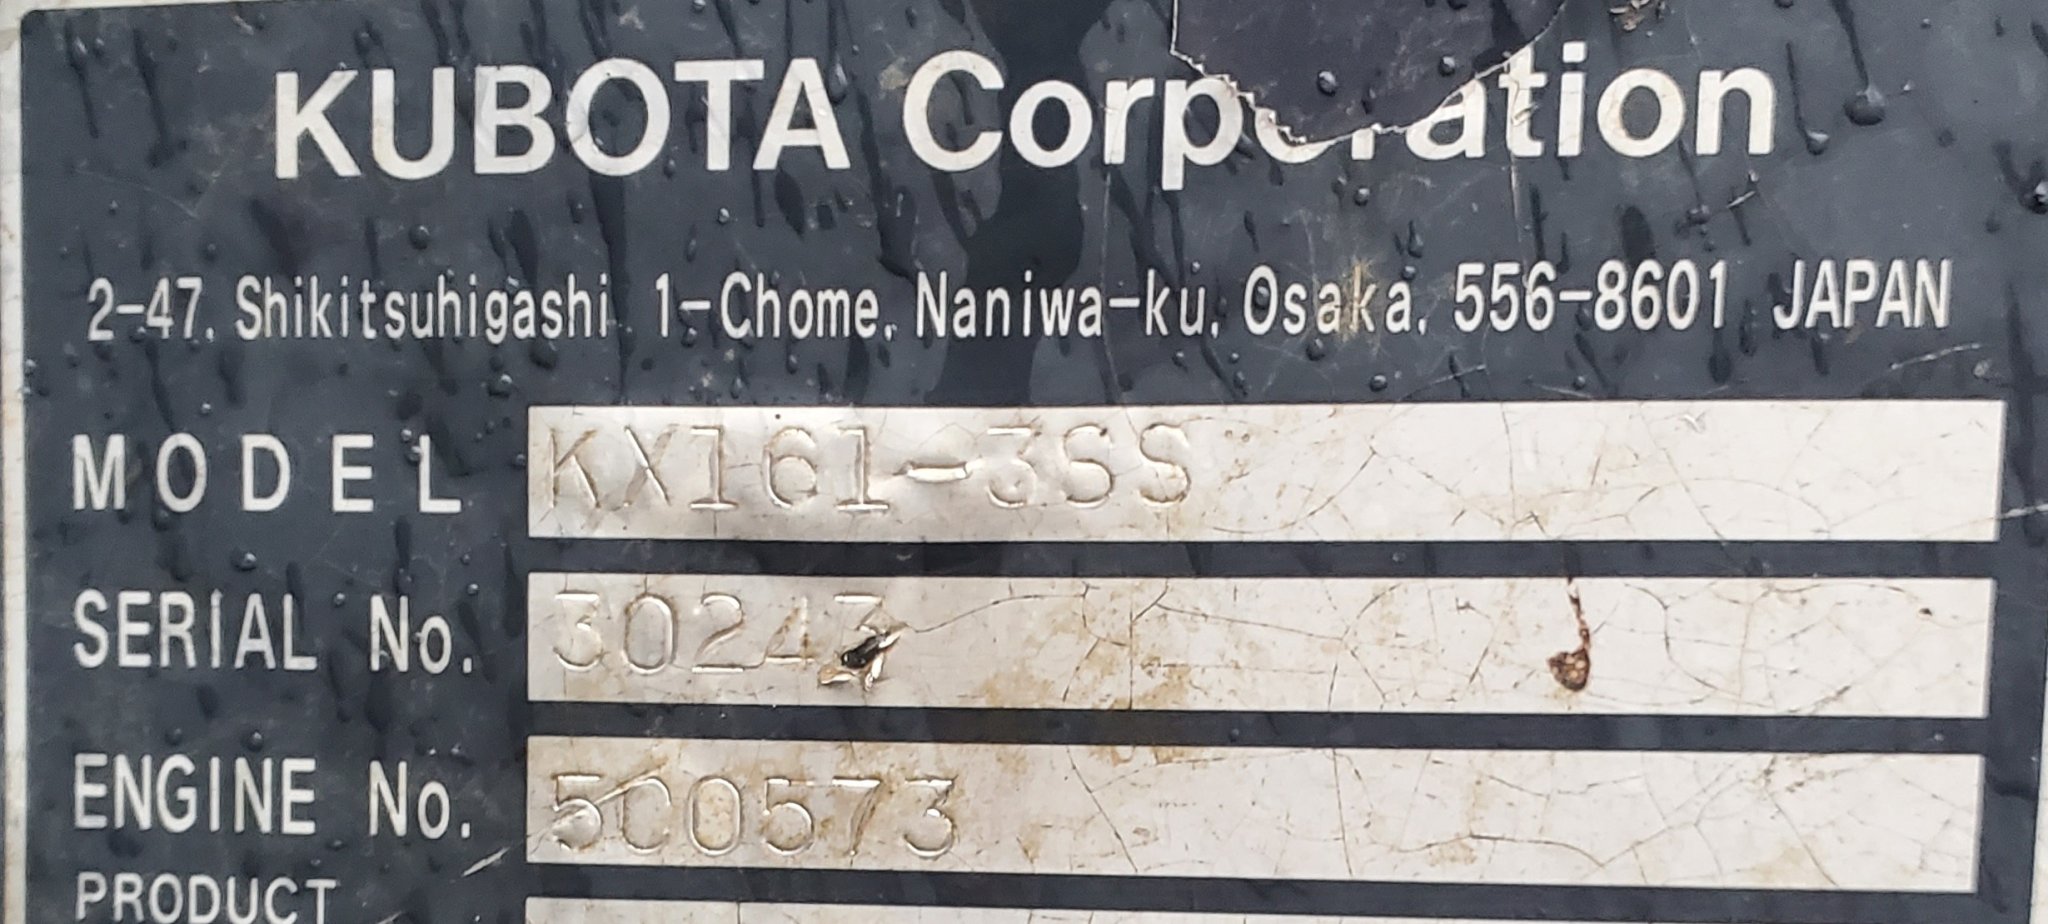 KUBOTA Corporation
2-47, Shikitsuhigashi 1-Chome, Naniwa-ku, Osaka, 556-8601 JAPAN
MODEL KX161-3SS
SERIAL No. 30243
ENGINE No. 5C0573
PRODUCT